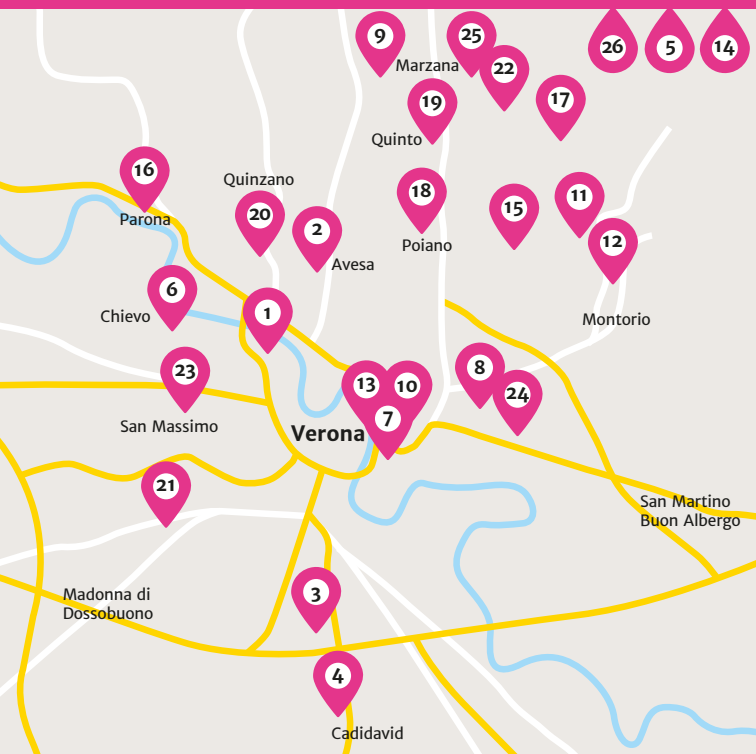 9
25
26
5
14
Marzana
22
19
17
Quinto
16
Quinzano
18
11
20
15
Parona
2
12
Poiano
Avesa
6
1
Chievo
Montorio
23
13
10
8
24
7
San Massimo
Verona
21
San Martino
Buon Albergo
3
Madonna di
Dossobuono
4
Cadidavid